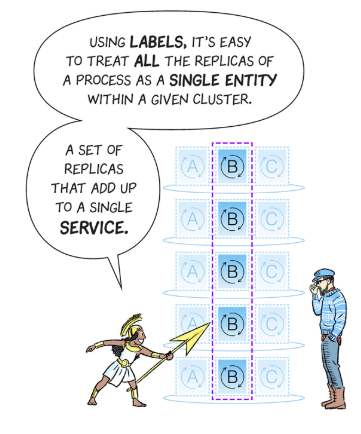 USING LABELS, IT'S EASY
TO TREAT ALL THE REPLICAS OF
A PROCESS AS A SINGLE ENTITY
WITHIN A GIVEN CLUSTER.
A SET OF
REPLICAS
THAT ADD UP
TO A SINGLE
SERVICE.
A B C
A B C
A B C
A B C
A B C